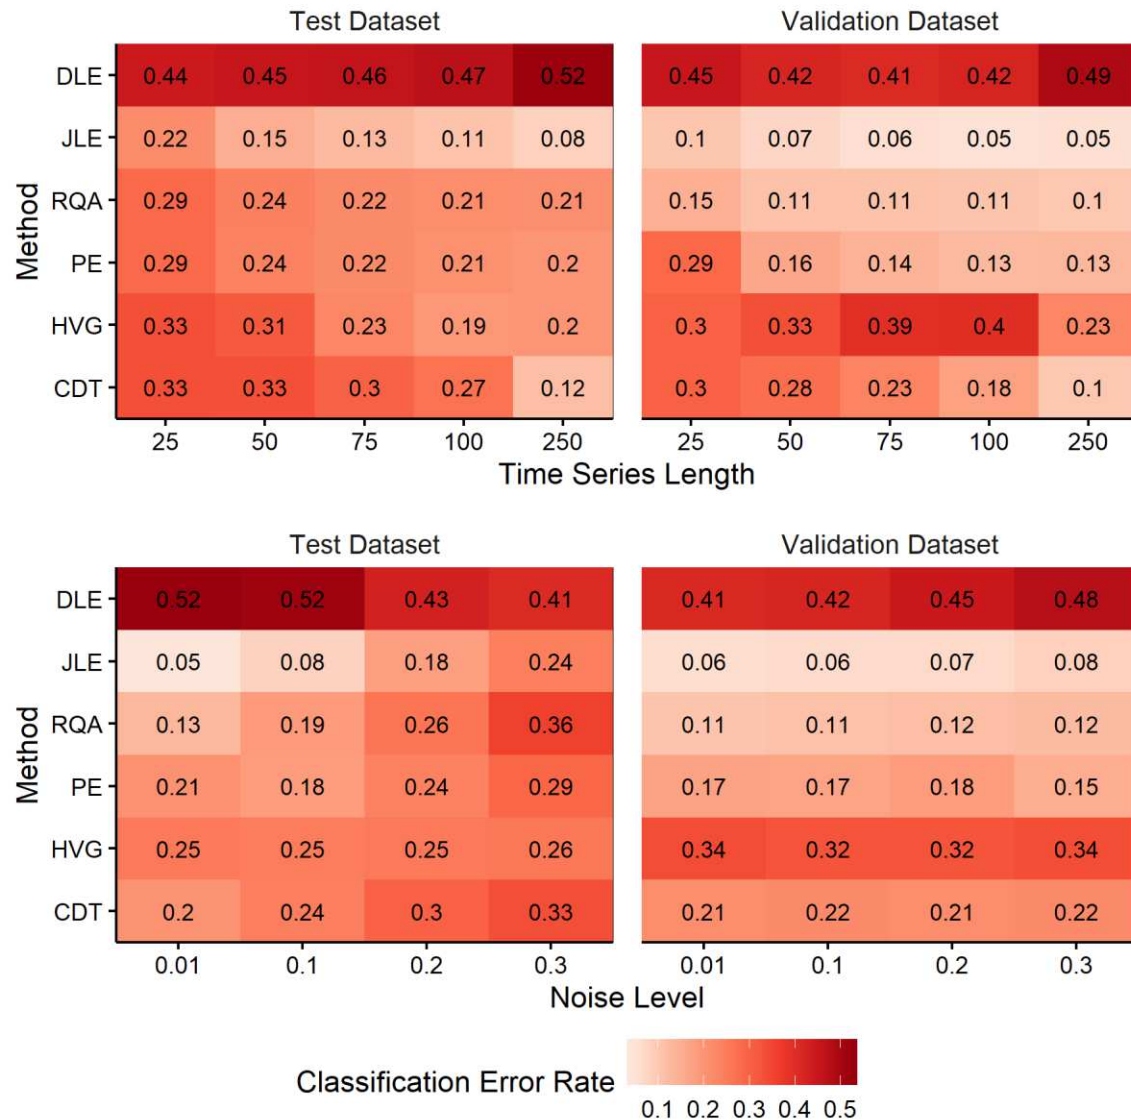 Test Dataset Validation Dataset
Method
DLE 0.44 0.45 0.46 0.47 0.52 0.45 0.42 0.41 0.42 0.49
JLE 0.22 0.15 0.13 0.11 0.08 0.1 0.07 0.06 0.05 0.05
RQA 0.29 0.24 0.22 0.21 0.21 0.15 0.11 0.11 0.11 0.1
PE 0.29 0.24 0.22 0.21 0.2 0.29 0.16 0.14 0.13 0.13
HVG 0.33 0.31 0.23 0.19 0.2 0.3 0.33 0.39 0.4 0.23
CDT 0.33 0.33 0.3 0.27 0.12 0.3 0.28 0.23 0.18 0.1
25 50 75 100 250 25 50 75 100 250
Time Series Length
Test Dataset Validation Dataset
Method
DLE 0.52 0.52 0.43 0.41 0.41 0.42 0.45 0.48
JLE 0.05 0.08 0.18 0.24 0.06 0.06 0.07 0.08
RQA 0.13 0.19 0.26 0.36 0.11 0.11 0.12 0.12
PE 0.21 0.18 0.24 0.29 0.17 0.17 0.18 0.15
HVG 0.25 0.25 0.25 0.26 0.34 0.32 0.32 0.34
CDT 0.2 0.24 0.3 0.33 0.21 0.22 0.21 0.22
0.01 0.1 0.2 0.3 0.01 0.1 0.2 0.3
Noise Level
Classification Error Rate
0.1 0.2 0.3 0.4 0.5